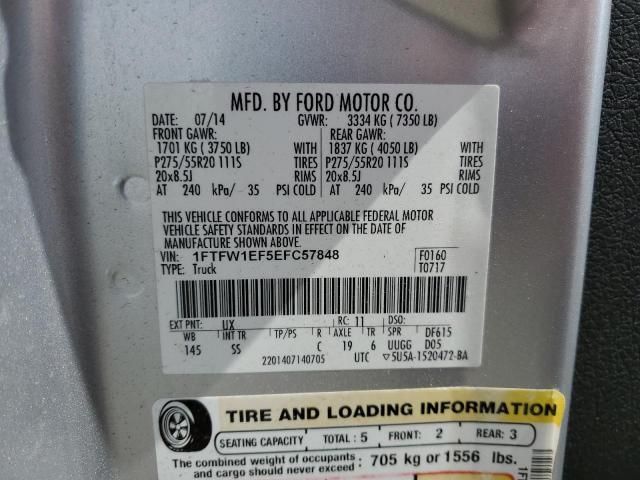 MFD. BY FORD MOTOR CO.
DATE: 07/14 GVWR: 3334 KG ( 7350 LB)
FRONT GAWR: REAR GAWR:
1701 KG ( 3750 LB) WITH 1837 KG ( 4050 LB) WITH
P275/55R20 111S TIRES P275/55R20 111S TIRES
20x8.5J RIMS 20x8.5J RIMS
AT 240 kPa/ 35 PSI COLD AT 240 kPa/ 35 PSI COLD
THIS VEHICLE CONFORMS TO ALL APPLICABLE FEDERAL MOTOR
VEHICLE SAFETY STANDARDS IN EFFECT ON THE DATE OF
MANUFACTURE SHOWN ABOVE.
VIN: 1FTFW1EF5EFC57848 F0160
TYPE: Truck T0717
EXT PNT: UX RC: 11 DSO:
WB INT TR TP/PS R AXLE TR SPR DF615
145 SS C 19 6 UUGG D05
2201407140705 UTC ▽5U5A-1520472-BA
TIRE AND LOADING INFORMATION
SEATING CAPACITY TOTAL : 5 FRONT: 2 REAR: 3
The combined weight of occupants
and cargo should never exceed : 705 kg or 1556 lbs.
1F